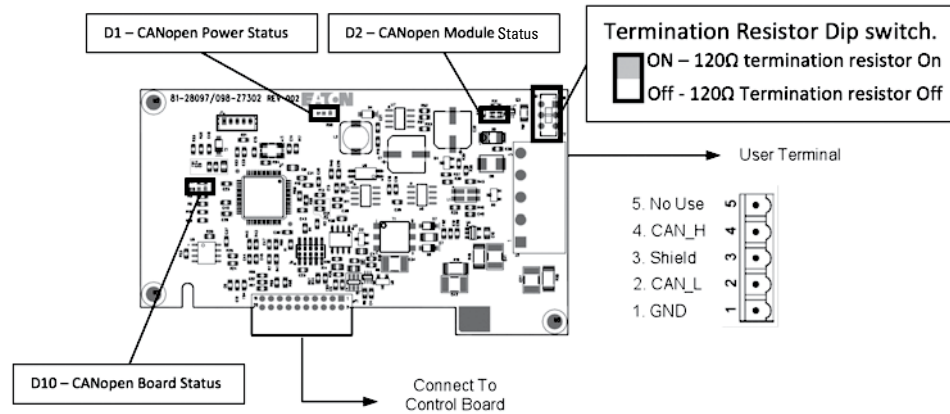 D1 – CANopen Power Status
D2 – CANopen Module Status
Termination Resistor Dip switch.
ON – 120Ω termination resistor On
Off - 120Ω Termination resistor Off
81-28097/098-Z7302 REV 002
EATON
User Terminal
5. No Use
4. CAN_H
3. Shield
2. CAN_L
1. GND
5
4
3
2
1
D10 – CANopen Board Status
Connect To
Control Board